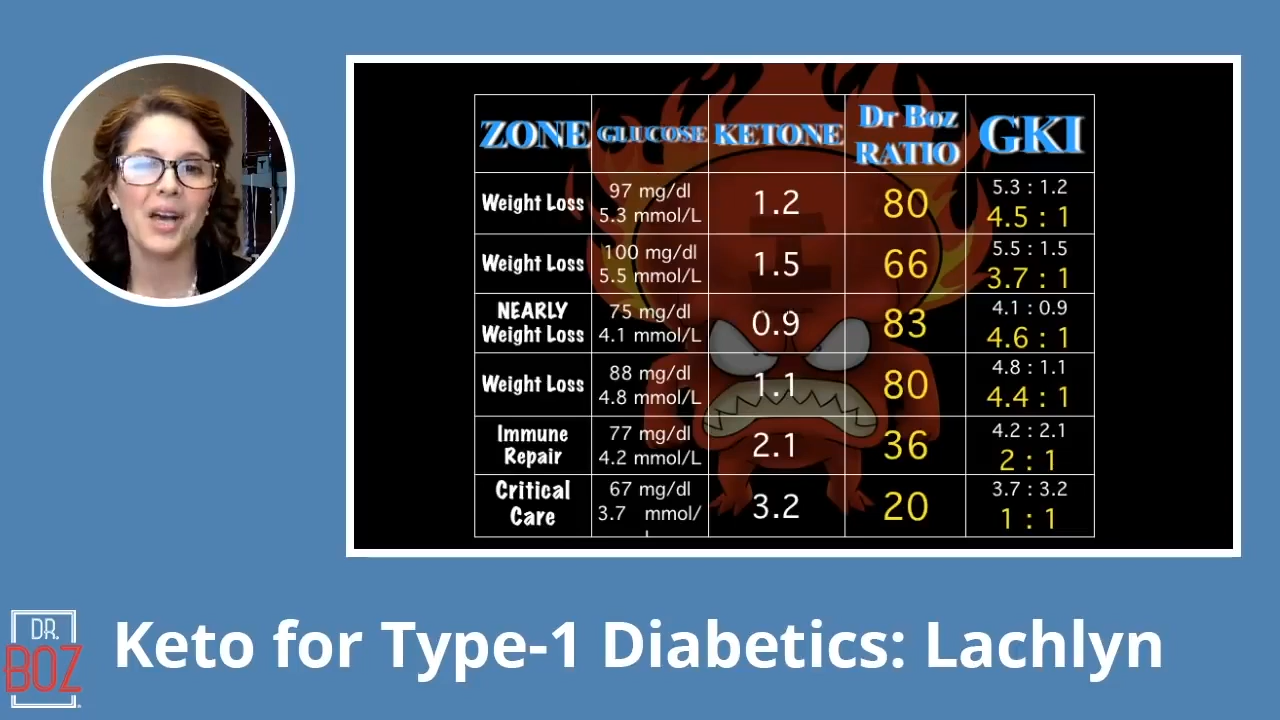 ZONE GLUCOSE KETONE Dr Boz RATIO GKI
Weight Loss 97 mg/dl 5.3 mmol/L 1.2 80 5.3 : 1.2 4.5 : 1
Weight Loss 100 mg/dl 5.5 mmol/L 1.5 66 5.5 : 1.5 3.7 : 1
NEARLY Weight Loss 75 mg/dl 4.1 mmol/L 0.9 83 4.1 : 0.9 4.6 : 1
Weight Loss 88 mg/dl 4.8 mmol/L 1.1 80 4.8 : 1.1 4.4 : 1
Immune Repair 77 mg/dl 4.2 mmol/L 2.1 36 4.2 : 2.1 2 : 1
Critical Care 67 mg/dl 3.7 mmol/ 3.2 20 3.7 : 3.2 1 : 1
DR.
BOZ
Keto for Type-1 Diabetics: Lachlyn